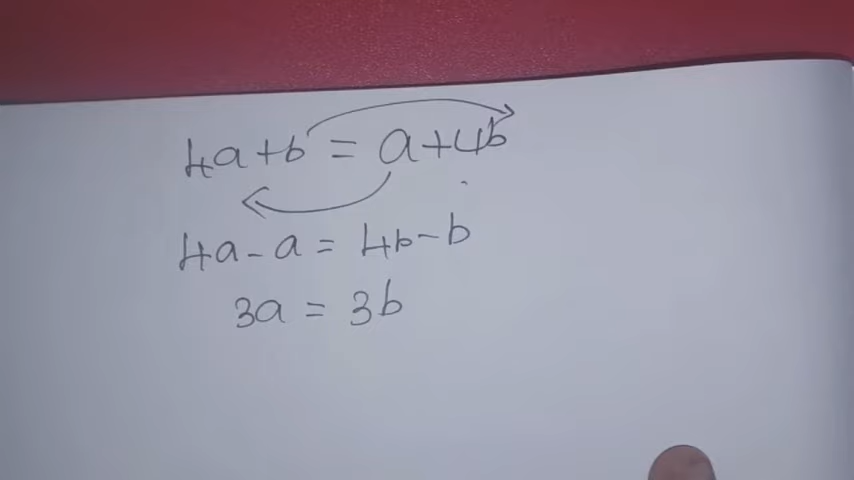 4a+b = a+4b
4a-a = 4b-b
3a = 3b